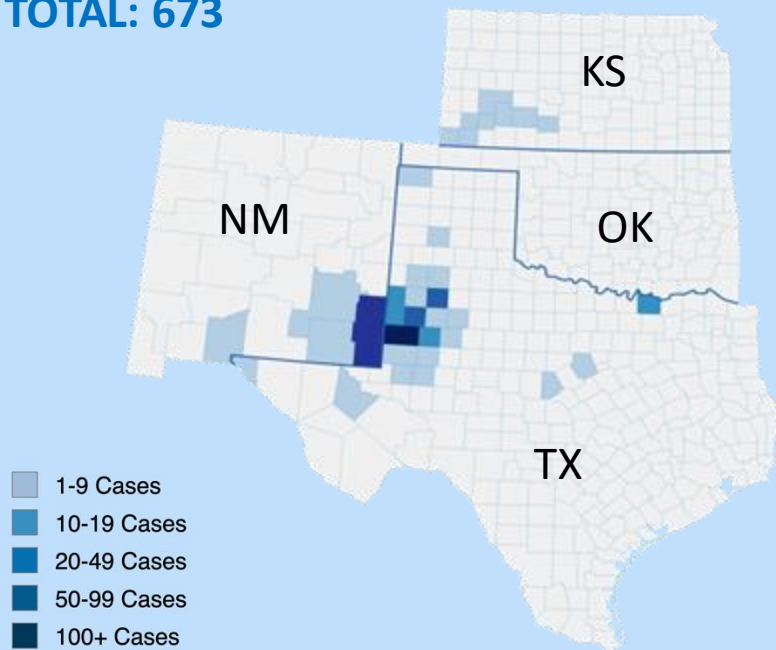 TOTAL: 673
KS
NM
OK
TX
1-9 Cases
10-19 Cases
20-49 Cases
50-99 Cases
100+ Cases